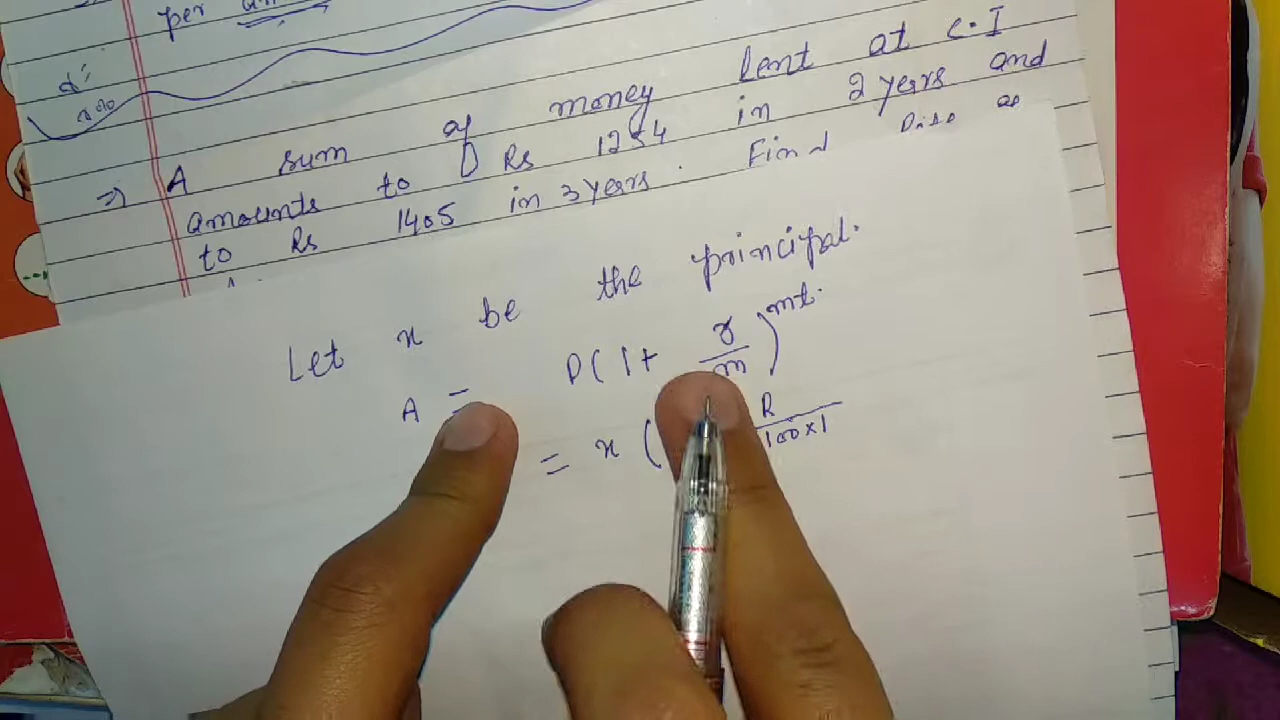 per
A sum of money lent at C.I
amounts to Rs 1254 in 2 years and
to Rs 1405 in 3 years. Find
Let x be the principal.
A = P(1+ r/m)^mt.
= x ( R/100×1